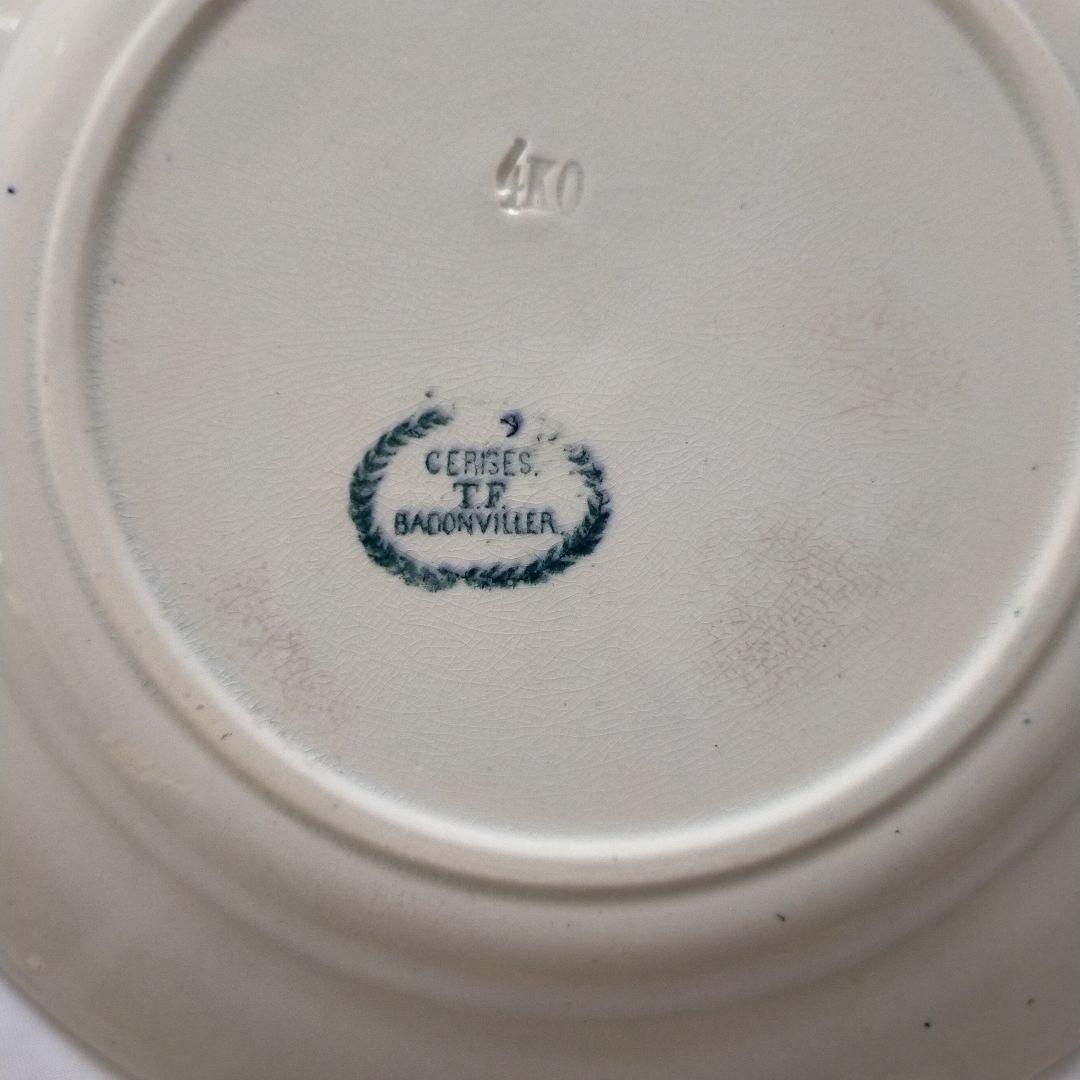 4KO
CERISES.
T.F.
BADONVILLER.